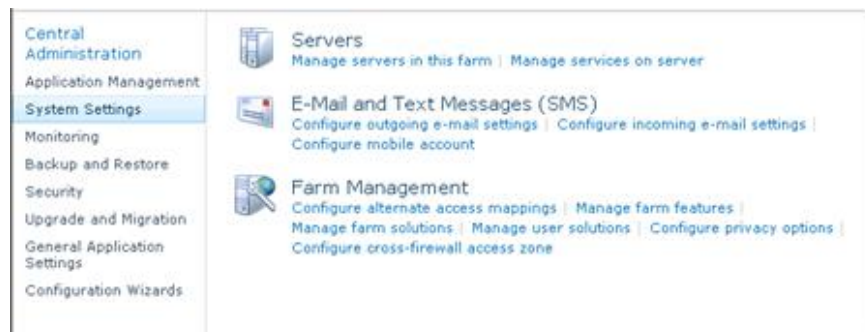 Central
Administration
Application Management
System Settings
Monitoring
Backup and Restore
Security
Upgrade and Migration
General Application
Settings
Configuration Wizards
Servers
Manage servers in this farm | Manage services on server
E-Mail and Text Messages (SMS)
Configure outgoing e-mail settings | Configure incoming e-mail settings |
Configure mobile account
Farm Management
Configure alternate access mappings | Manage farm features |
Manage farm solutions | Manage user solutions | Configure privacy options |
Configure cross-firewall access zone